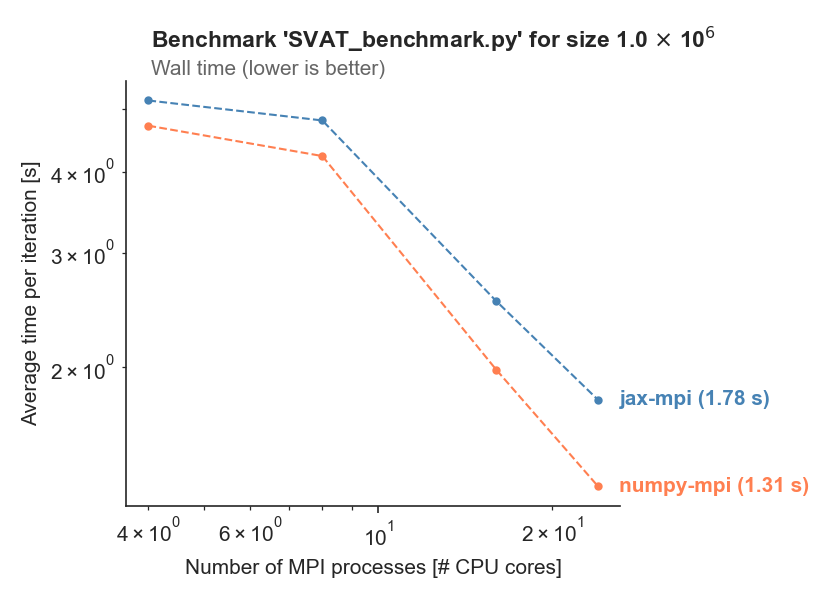 Benchmark 'SVAT_benchmark.py' for size 1.0 × 10⁶
Wall time (lower is better)
Average time per iteration [s]
4 × 10⁰
3 × 10⁰
2 × 10⁰
jax-mpi (1.78 s)
numpy-mpi (1.31 s)
4 × 10⁰ 6 × 10⁰ 10¹ 2 × 10¹
Number of MPI processes [# CPU cores]